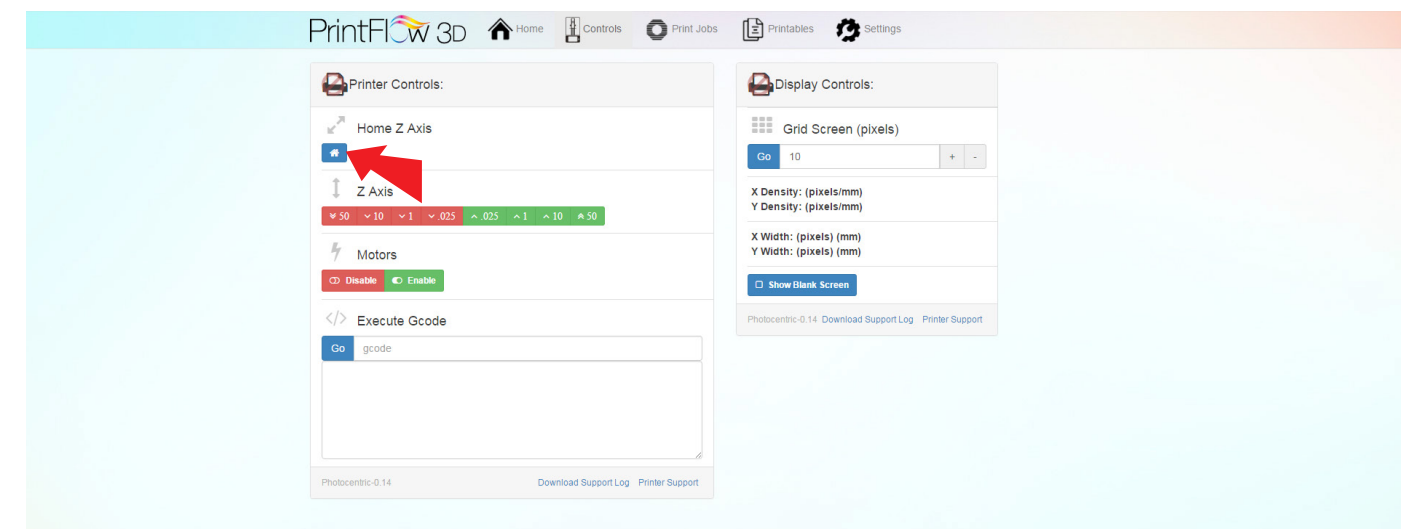 PrintFlow 3D Home Controls Print Jobs Printables Settings
Printer Controls:
Home Z Axis
Z Axis
50 10 1 .025 .025 1 10 50
Motors
Disable Enable
</> Execute Gcode
Go gcode
Photocentric-0.14 Download Support Log Printer Support
Display Controls:
Grid Screen (pixels)
Go 10 + -
X Density: (pixels/mm)
Y Density: (pixels/mm)
X Width: (pixels) (mm)
Y Width: (pixels) (mm)
Show Blank Screen
Photocentric-0.14 Download Support Log Printer Support